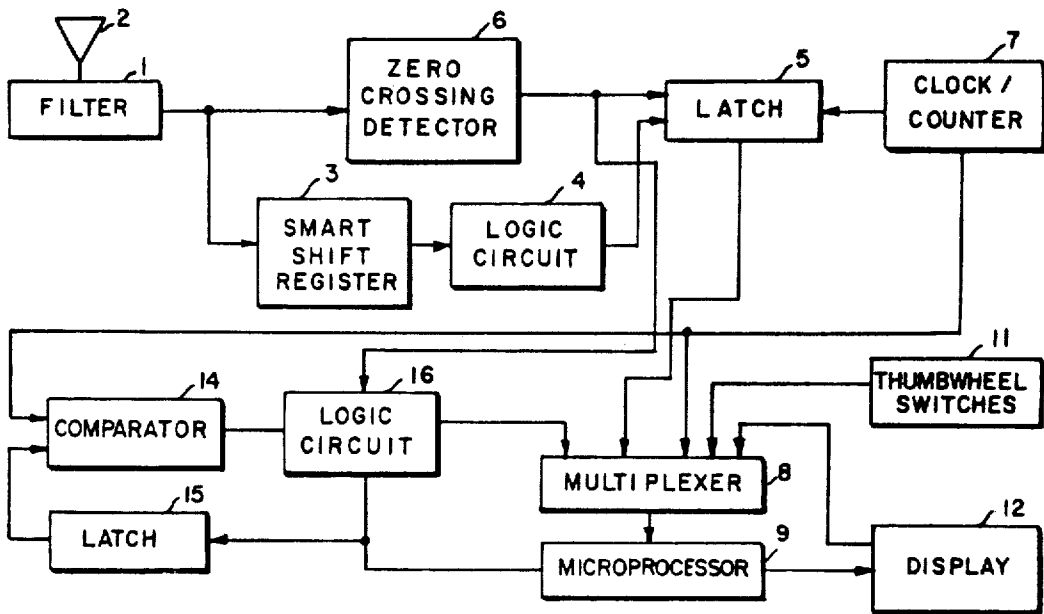 2
1
FILTER
6
ZERO
CROSSING
DETECTOR
5
LATCH
7
CLOCK /
COUNTER
3
SMART
SHIFT
REGISTER
4
LOGIC
CIRCUIT
11
THUMBWHEEL
SWITCHES
14
COMPARATOR
16
LOGIC
CIRCUIT
MULTIPLEXER
8
15
LATCH
9
MICROPROCESSOR
12
DISPLAY